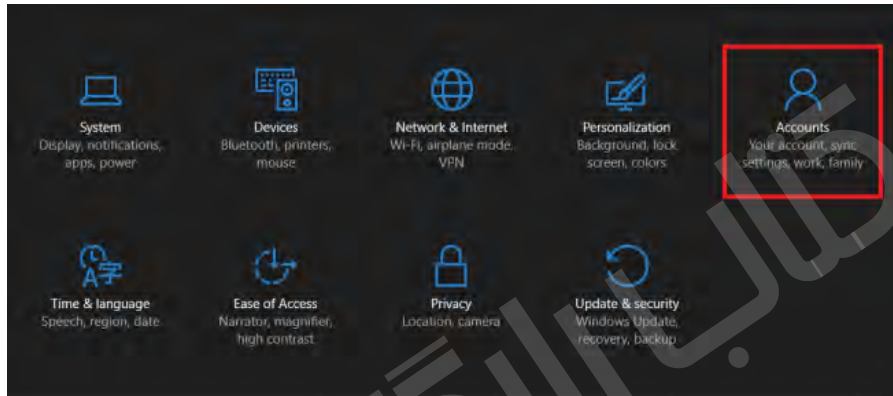 System
Display, notifications,
apps, power
Devices
Bluetooth, printers,
mouse
Network & Internet
Wi-Fi, airplane mode,
VPN
Personalization
Background, lock
screen, colors
Accounts
Your account, sync
settings, work, family
Time & language
Speech, region, date
Ease of Access
Narrator, magnifier,
high contrast
Privacy
Location, camera
Update & security
Windows Update,
recovery, backup